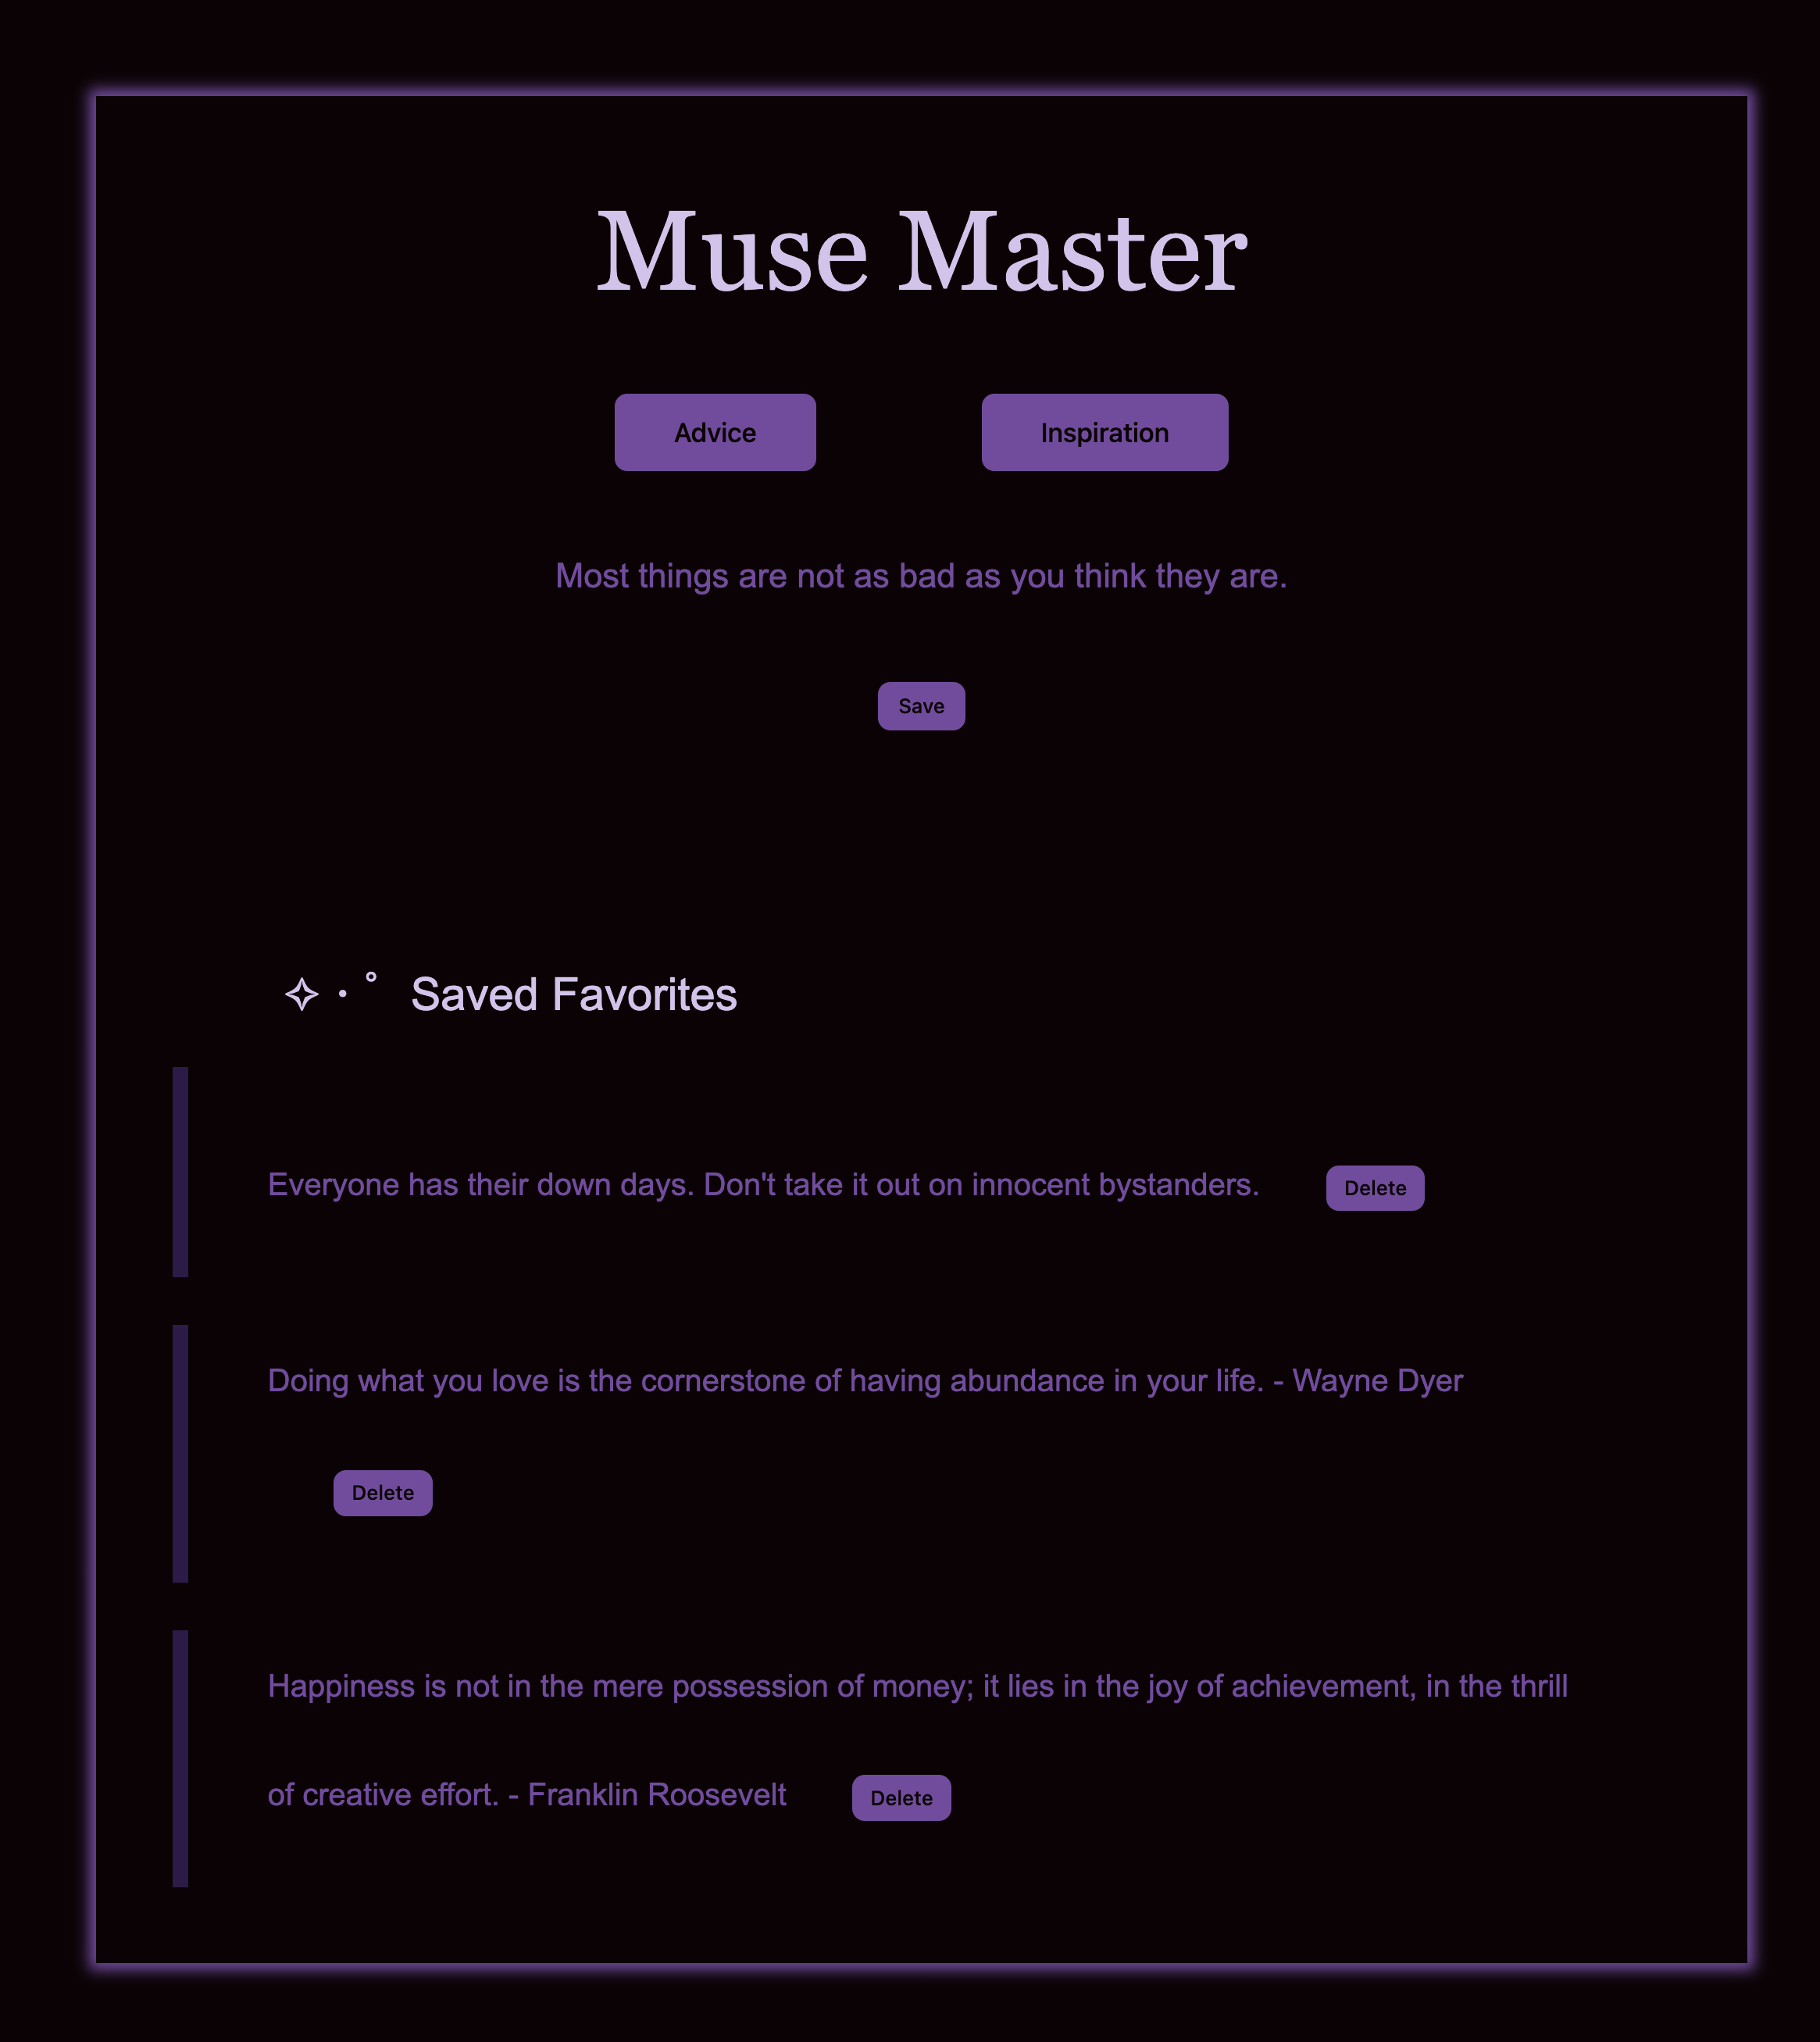 Muse Master
Advice Inspiration
Most things are not as bad as you think they are.
Save
✧ · ˚ Saved Favorites
Everyone has their down days. Don't take it out on innocent bystanders. Delete
Doing what you love is the cornerstone of having abundance in your life. - Wayne Dyer
Delete
Happiness is not in the mere possession of money; it lies in the joy of achievement, in the thrill
of creative effort. - Franklin Roosevelt Delete